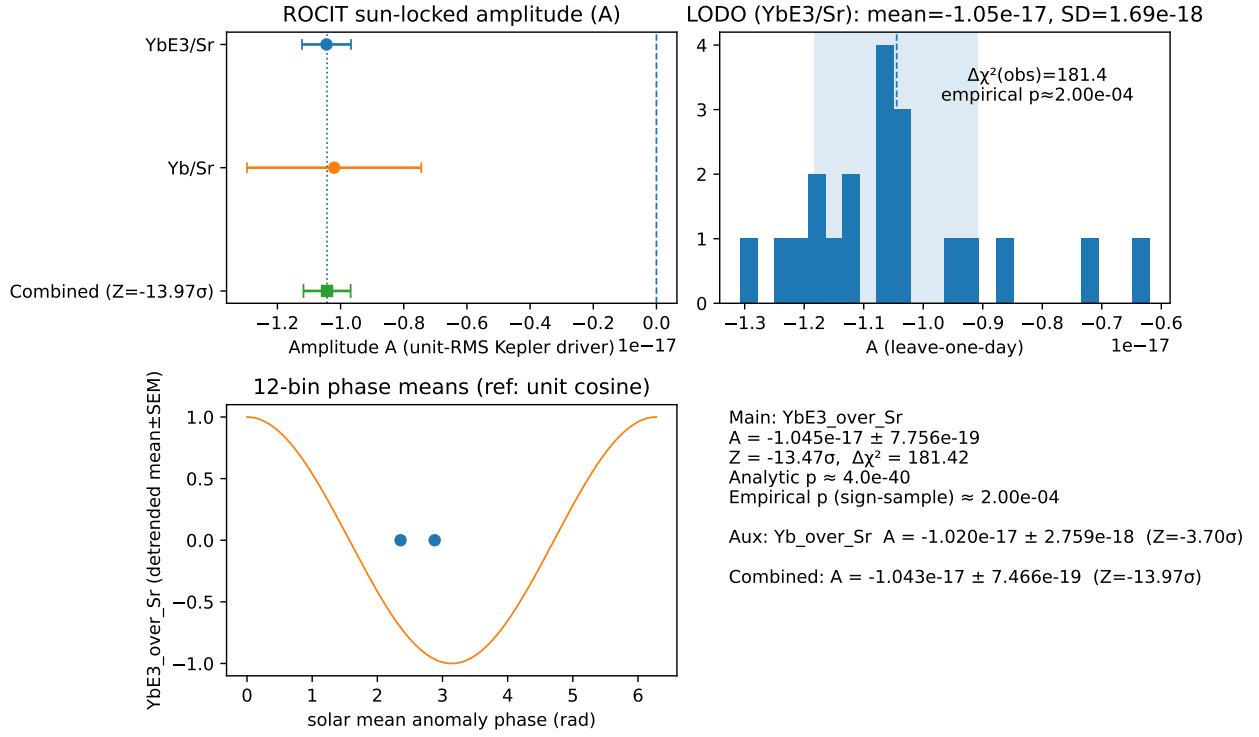 ROCIT sun-locked amplitude (A)
YbE3/Sr
Yb/Sr
Combined (Z=-13.97σ)
−1.2 −1.0 −0.8 −0.6 −0.4 −0.2 0.0
Amplitude A (unit-RMS Kepler driver) 1e−17
LODO (YbE3/Sr): mean=-1.05e-17, SD=1.69e-18
Δχ²(obs)=181.4
empirical p≈2.00e-04
4
3
2
1
0
−1.3 −1.2 −1.1 −1.0 −0.9 −0.8 −0.7 −0.6
A (leave-one-day) 1e−17
12-bin phase means (ref: unit cosine)
YbE3_over_Sr (detrended mean±SEM)
1.0
0.5
0.0
−0.5
−1.0
0 1 2 3 4 5 6
solar mean anomaly phase (rad)
Main: YbE3_over_Sr
A = -1.045e-17 ± 7.756e-19
Z = -13.47σ, Δχ² = 181.42
Analytic p ≈ 4.0e-40
Empirical p (sign-sample) ≈ 2.00e-04
Aux: Yb_over_Sr A = -1.020e-17 ± 2.759e-18 (Z=-3.70σ)
Combined: A = -1.043e-17 ± 7.466e-19 (Z=-13.97σ)